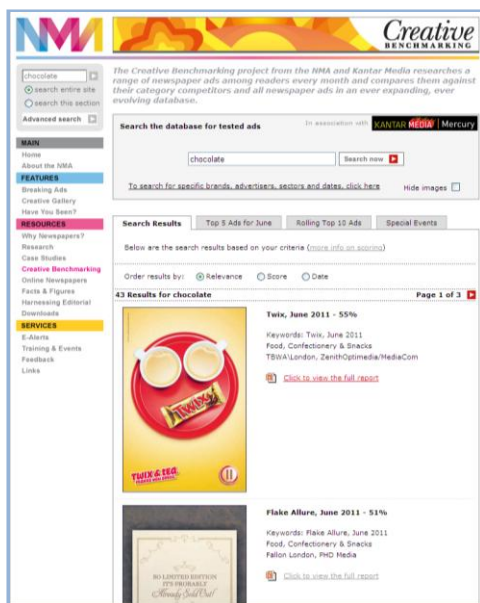 NMA
Creative
BENCHMARKING
chocolate
search entire site
search this section
Advanced search
MAIN
Home
About the NMA
FEATURES
Breaking Ads
Creative Gallery
Have You Seen?
RESOURCES
Why Newspapers?
Research
Case Studies
Creative Benchmarking
Online Newspapers
Facts & Figures
Harnessing Editorial
Downloads
SERVICES
E-Alerts
Training & Events
Feedback
Links
The Creative Benchmarking project from the NMA and Kantar Media researches a
range of newspaper ads among readers every month and compares them against
their category competitors and all newspaper ads in an ever expanding, ever
evolving database.
Search the database for tested ads
In association with KANTAR MEDIA Mercury
chocolate Search now
To search for specific brands, advertisers, sectors and dates, click here Hide images
Search Results Top 5 Ads for June Rolling Top 10 Ads Special Events
Below are the search results based on your criteria (more info on scoring)
Order results by: Relevance Score Date
43 Results for chocolate Page 1 of 3
Twix, June 2011 - 55%
Keywords: Twix, June 2011
Food, Confectionery & Snacks
TBWA\London, ZenithOptimedia/MediaCom
Click to view the full report
TWIX
TWIX & TEA
Flake Allure, June 2011 - 51%
Keywords: Flake Allure, June 2011
Food, Confectionery & Snacks
Fallon London, PHD Media
Click to view the full report
SO LIMITED EDITION
IT'S PROBABLY
Already Sold Out!